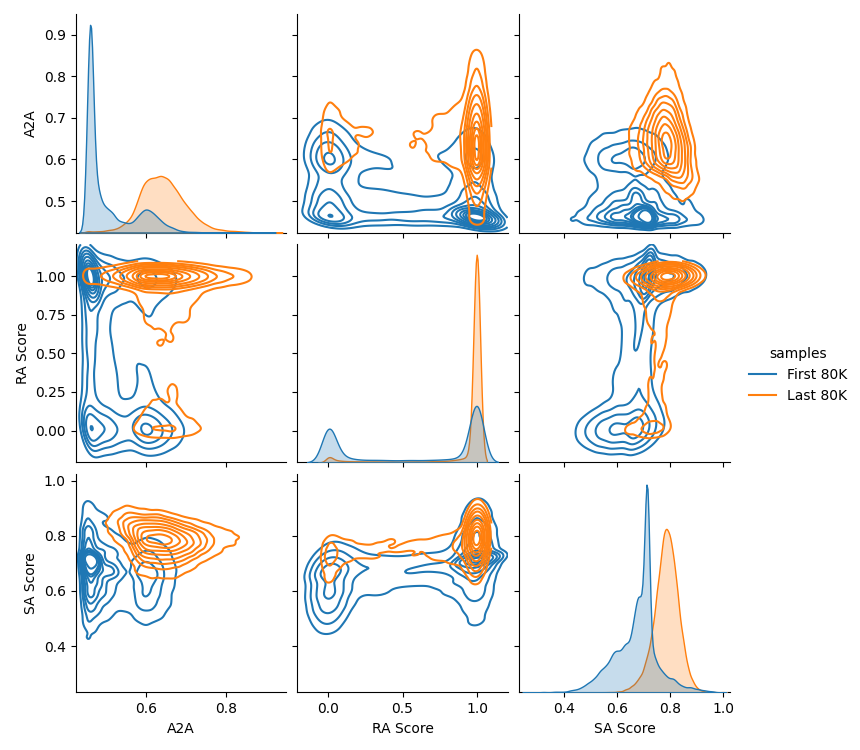 0.9
0.8
0.7
0.6
0.5
A2A
1.00
0.75
0.50
0.25
0.00
RA Score
1.0
0.8
0.6
0.4
SA Score
0.6 0.8
A2A
0.0 0.5 1.0
RA Score
0.4 0.6 0.8 1.0
SA Score
samples
First 80K
Last 80K